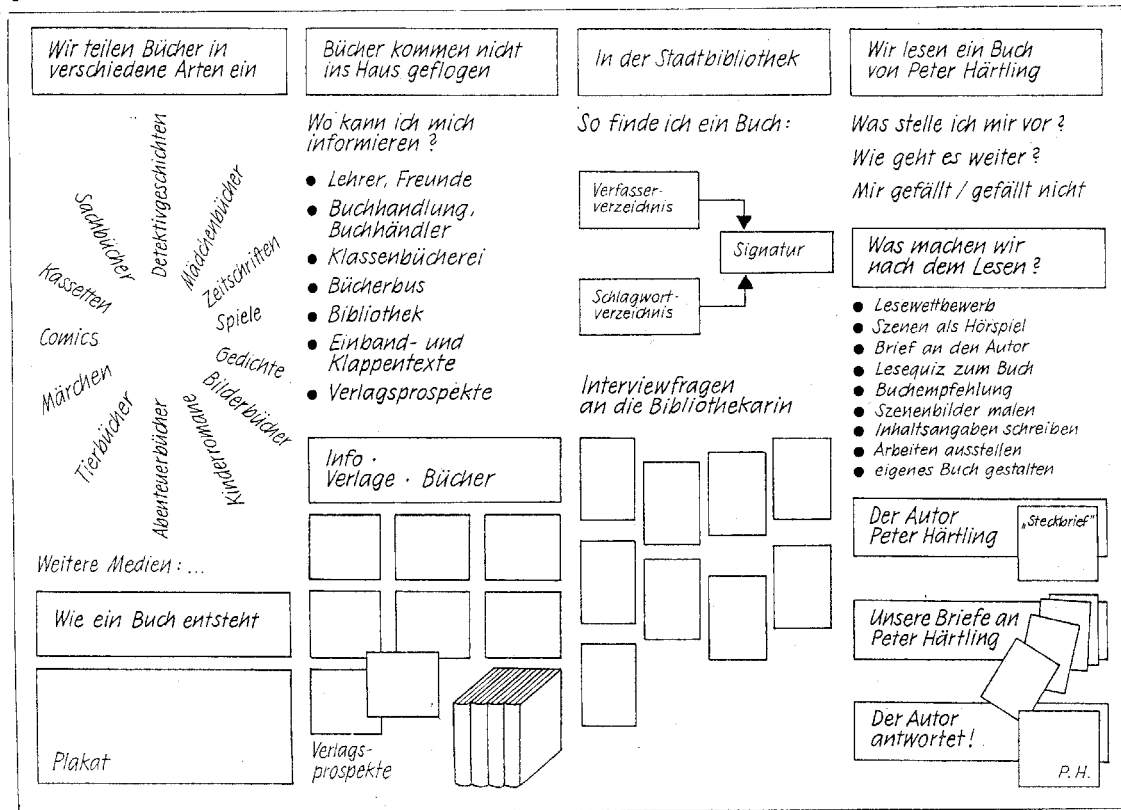 Wir teilen Bücher in
verschiedene Arten ein
Detektivgeschichten
Mädchenbücher
Zeitschriften
Spiele
Gedichte
Bilderbücher
Kinderromane
Abenteuerbücher
Tierbücher
Märchen
Comics
Kassetten
Sachbücher
Weitere Medien: ...
Wie ein Buch entsteht
Plakat
Bücher kommen nicht
ins Haus geflogen
Wo kann ich mich
informieren?
● Lehrer, Freunde
● Buchhandlung,
Buchhändler
● Klassenbücherei
● Bücherbus
● Bibliothek
● Einband- und
Klappentexte
● Verlagsprospekte
Info ·
Verlage · Bücher
Verlags-
prospekte
In der Stadtbibliothek
So finde ich ein Buch:
Verfasser-
verzeichnis
Signatur
Schlagwort-
verzeichnis
Interviewfragen
an die Bibliothekarin
Wir lesen ein Buch
von Peter Härtling
Was stelle ich mir vor?
Wie geht es weiter?
Mir gefällt / gefällt nicht
Was machen wir
nach dem Lesen?
● Lesewettbewerb
● Szenen als Hörspiel
● Brief an den Autor
● Lesequiz zum Buch
● Buchempfehlung
● Szenenbilder malen
● Inhaltsangaben schreiben
● Arbeiten ausstellen
● eigenes Buch gestalten
Der Autor
Peter Härtling
„Steckbrief"
Unsere Briefe an
Peter Härtling
Der Autor
antwortet!
P. H.